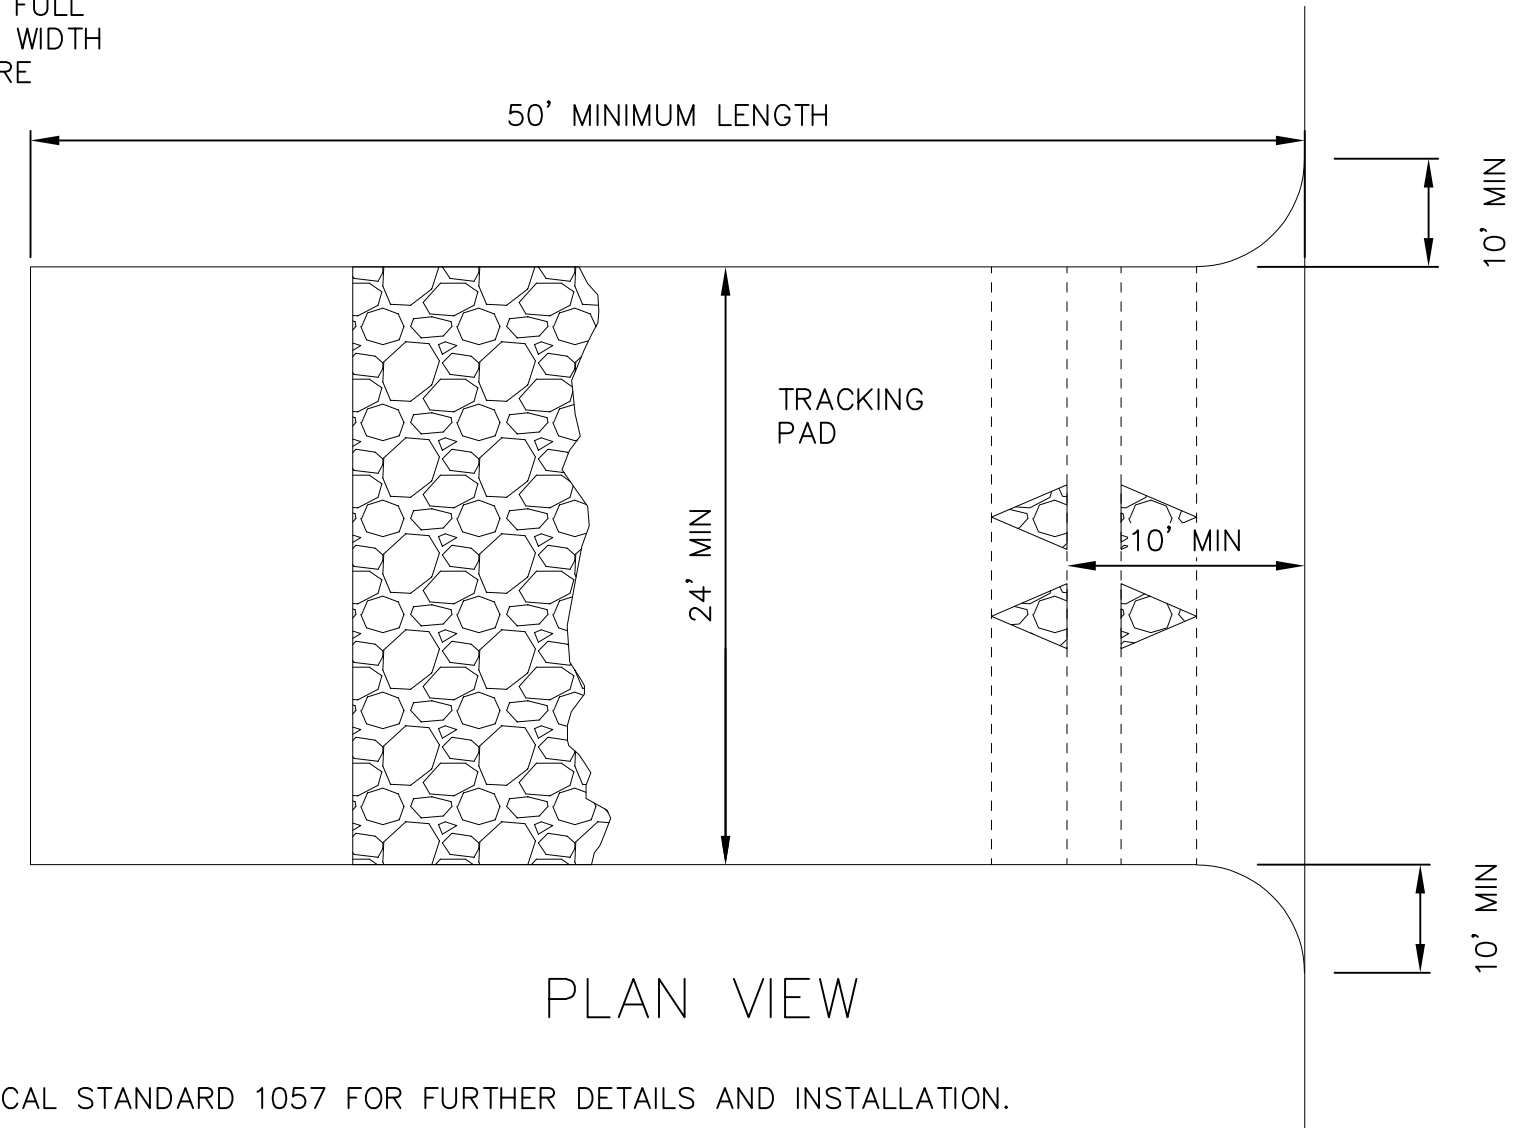 FULL
WIDTH
RE
50' MINIMUM LENGTH
10' MIN
TRACKING
PAD
24' MIN
10' MIN
10' MIN
PLAN VIEW
CAL STANDARD 1057 FOR FURTHER DETAILS AND INSTALLATION.